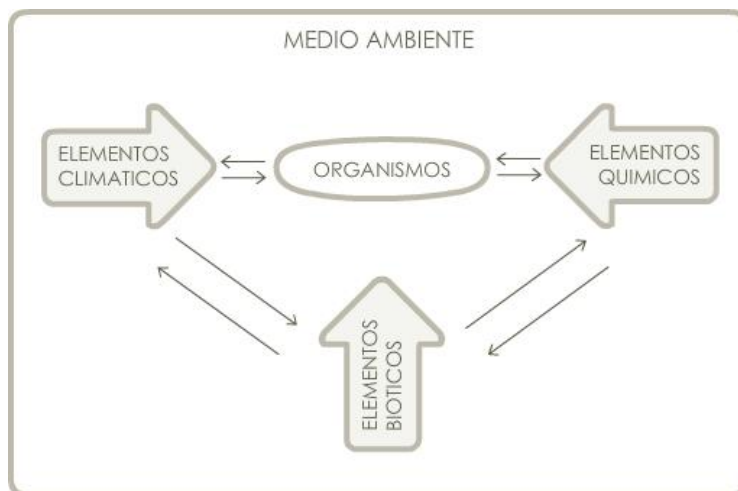 MEDIO AMBIENTE
ELEMENTOS
CLIMATICOS
ORGANISMOS
ELEMENTOS
QUIMICOS
ELEMENTOS
BIOTICOS